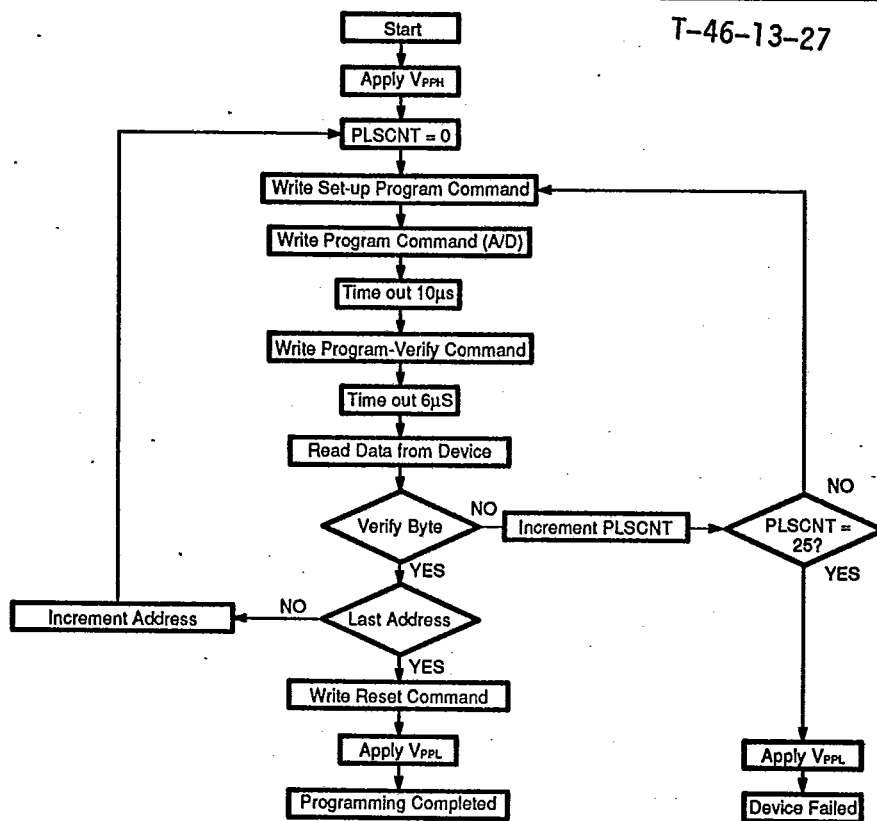 T-46-13-27
Start
Apply VPPH
PLSCNT = 0
Write Set-up Program Command
Write Program Command (A/D)
Time out 10µs
Write Program-Verify Command
Time out 6µS
Read Data from Device
Verify Byte
NO
Increment PLSCNT
PLSCNT =
25?
NO
YES
YES
Last Address
NO
Increment Address
YES
Write Reset Command
Apply VPPL
Programming Completed
Apply VPPL
Device Failed